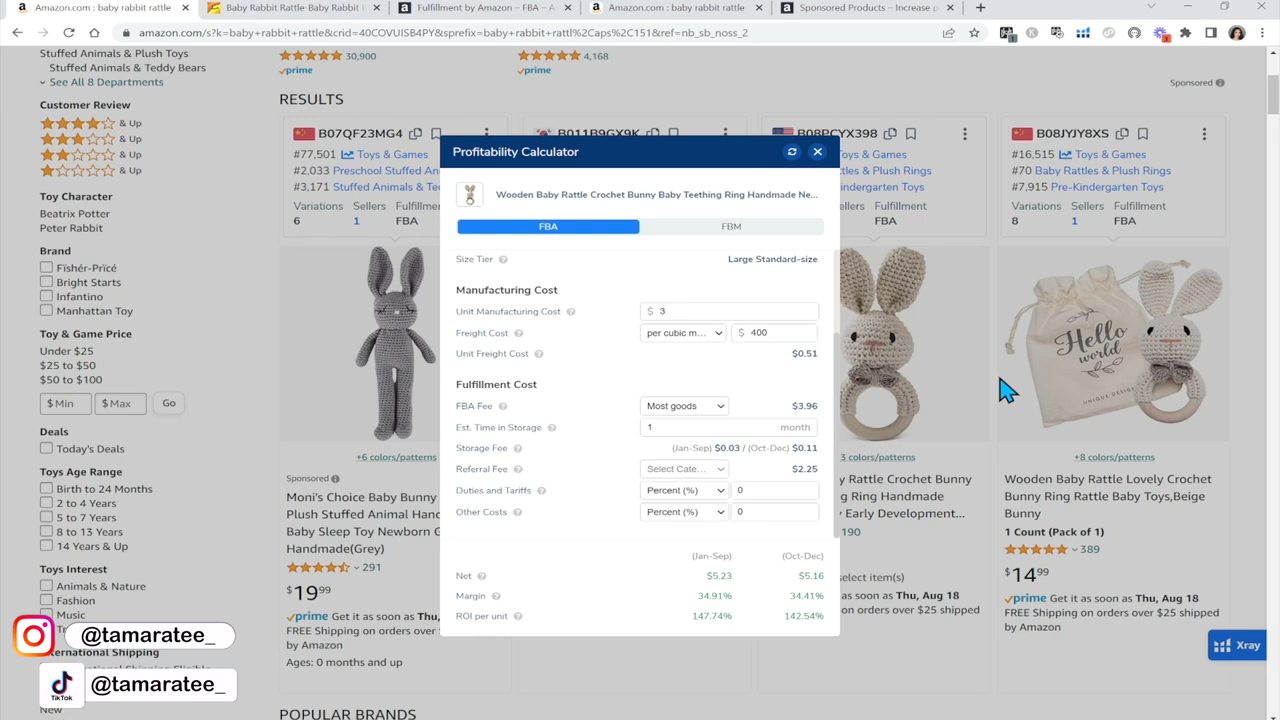 Amazon.com : baby rabbit rattle
Baby Rabbit Rattle-Baby Rabbit
Fulfillment by Amazon – FBA – A
Amazon.com : baby rabbit rattle
Sponsored Products – Increase p
amazon.com/s?k=baby+rabbit+rattle&crid=40COVUISB4PY&sprefix=baby+rabbit+rattl%2Caps%2C151&ref=nb_sb_noss_2
Stuffed Animals & Plush Toys
Stuffed Animals & Teddy Bears
See All 8 Departments
Customer Review
& Up
& Up
& Up
& Up
Toy Character
Beatrix Potter
Peter Rabbit
Brand
Físhér-Prïcé
Bright Starts
Infantino
Manhattan Toy
Toy & Game Price
Under $25
$25 to $50
$50 to $100
$ Min
$ Max
Go
Deals
Today's Deals
Toys Age Range
Birth to 24 Months
2 to 4 Years
5 to 7 Years
8 to 13 Years
14 Years & Up
Toys Interest
Animals & Nature
Fashion
Music
International Shipping
New
30,900
prime
4,168
prime
Sponsored
RESULTS
B07QF23MG4
#77,501 Toys & Games
#2,033 Preschool Stuffed
#3,171 Stuffed Animals & Te
Variations Sellers Fulfillment
6 1 FBA
B011B9GX9K
B08PCYX398
Toys & Games
Rattles & Plush Rings
Kindergarten Toys
Sellers Fulfillment
FBA
B08JYJY8XS
#16,515 Toys & Games
#70 Baby Rattles & Plush Rings
#7,915 Pre-Kindergarten Toys
Variations Sellers Fulfillment
8 1 FBA
Profitability Calculator
Wooden Baby Rattle Crochet Bunny Baby Teething Ring Handmade Ne...
FBA FBM
Size Tier Large Standard-size
Manufacturing Cost
Unit Manufacturing Cost $ 3
Freight Cost per cubic m... $ 400
Unit Freight Cost $0.51
Fulfillment Cost
FBA Fee Most goods $3.96
Est. Time in Storage 1 month
Storage Fee (Jan-Sep) $0.03 / (Oct-Dec) $0.11
Referral Fee Select Cate... $2.25
Duties and Tariffs Percent (%) 0
Other Costs Percent (%) 0
(Jan-Sep) (Oct-Dec)
Net $5.23 $5.16
Margin 34.91% 34.41%
ROI per unit 147.74% 142.54%
+6 colors/patterns
Sponsored
Moni's Choice Baby Bunny
Plush Stuffed Animal Hand
Baby Sleep Toy Newborn G
Handmade(Grey)
291
$19.99
prime Get it as soon as Thu, Aug 18
FREE Shipping on orders over $25 shipped
by Amazon
Ages: 0 months and up
3 colors/patterns
Rattle Crochet Bunny
Ring Handmade
Early Development...
190
select item(s)
Thu, Aug 18
orders over $25 shipped
Hello
world
UNIQUE DESIGN
+8 colors/patterns
Wooden Baby Rattle Lovely Crochet
Bunny Ring Rattle Baby Toys,Beige
Bunny
1 Count (Pack of 1)
389
$14.99
prime Get it as soon as Thu, Aug 18
FREE Shipping on orders over $25 shipped
by Amazon
Xray
POPULAR BRANDS
@tamaratee_
TikTok
@tamaratee_